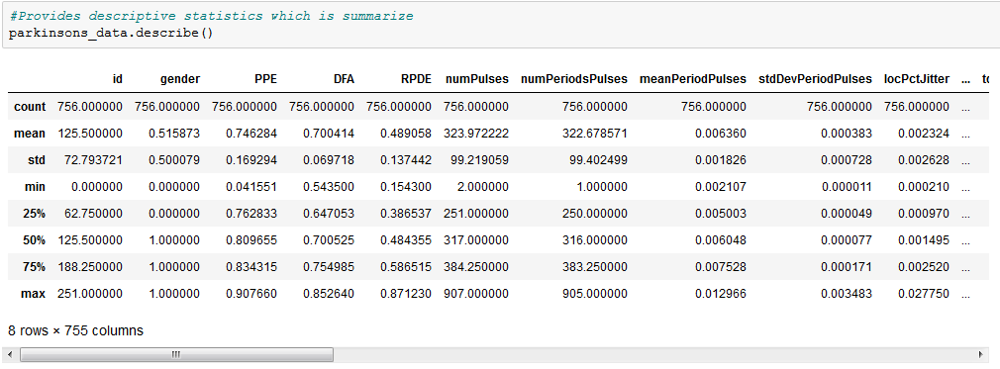 #Provides descriptive statistics which is summarize
parkinsons_data.describe()
id gender PPE DFA RPDE numPulses numPeriodsPulses meanPeriodPulses stdDevPeriodPulses locPctJitter ... tc
count 756.000000 756.000000 756.000000 756.000000 756.000000 756.000000 756.000000 756.000000 756.000000 756.000000 ...
mean 125.500000 0.515873 0.746284 0.700414 0.489058 323.972222 322.678571 0.006360 0.000383 0.002324 ...
std 72.793721 0.500079 0.169294 0.069718 0.137442 99.219059 99.402499 0.001826 0.000728 0.002628 ...
min 0.000000 0.000000 0.041551 0.543500 0.154300 2.000000 1.000000 0.002107 0.000011 0.000210 ...
25% 62.750000 0.000000 0.762833 0.647053 0.386537 251.000000 250.000000 0.005003 0.000049 0.000970 ...
50% 125.500000 1.000000 0.809655 0.700525 0.484355 317.000000 316.000000 0.006048 0.000077 0.001495 ...
75% 188.250000 1.000000 0.834315 0.754985 0.586515 384.250000 383.250000 0.007528 0.000171 0.002520 ...
max 251.000000 1.000000 0.907660 0.852640 0.871230 907.000000 905.000000 0.012966 0.003483 0.027750 ...
8 rows × 755 columns